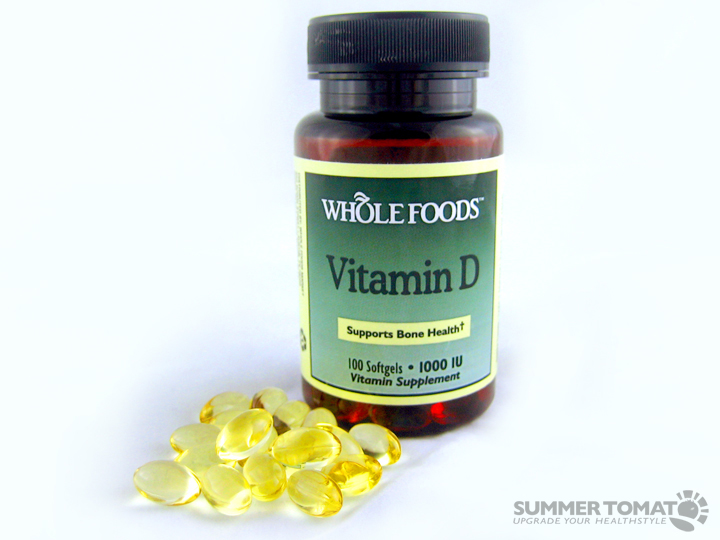 WHOLE FOODS™
Vitamin D
Supports Bone Health†
100 Softgels • 1000 IU
Vitamin Supplement
SUMMER TOMATO
UPGRADE YOUR HEALTHSTYLE